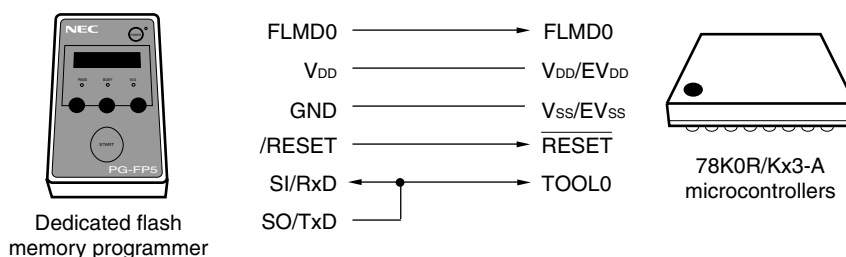 NEC
PASS BUSY N.G
START
PG-FP5
Dedicated flash
memory programmer
FLMD0 FLMD0
VDD VDD/EVDD
GND VSS/EVSS
/RESET RESET
SI/RxD TOOL0
SO/TxD
78K0R/Kx3-A
microcontrollers